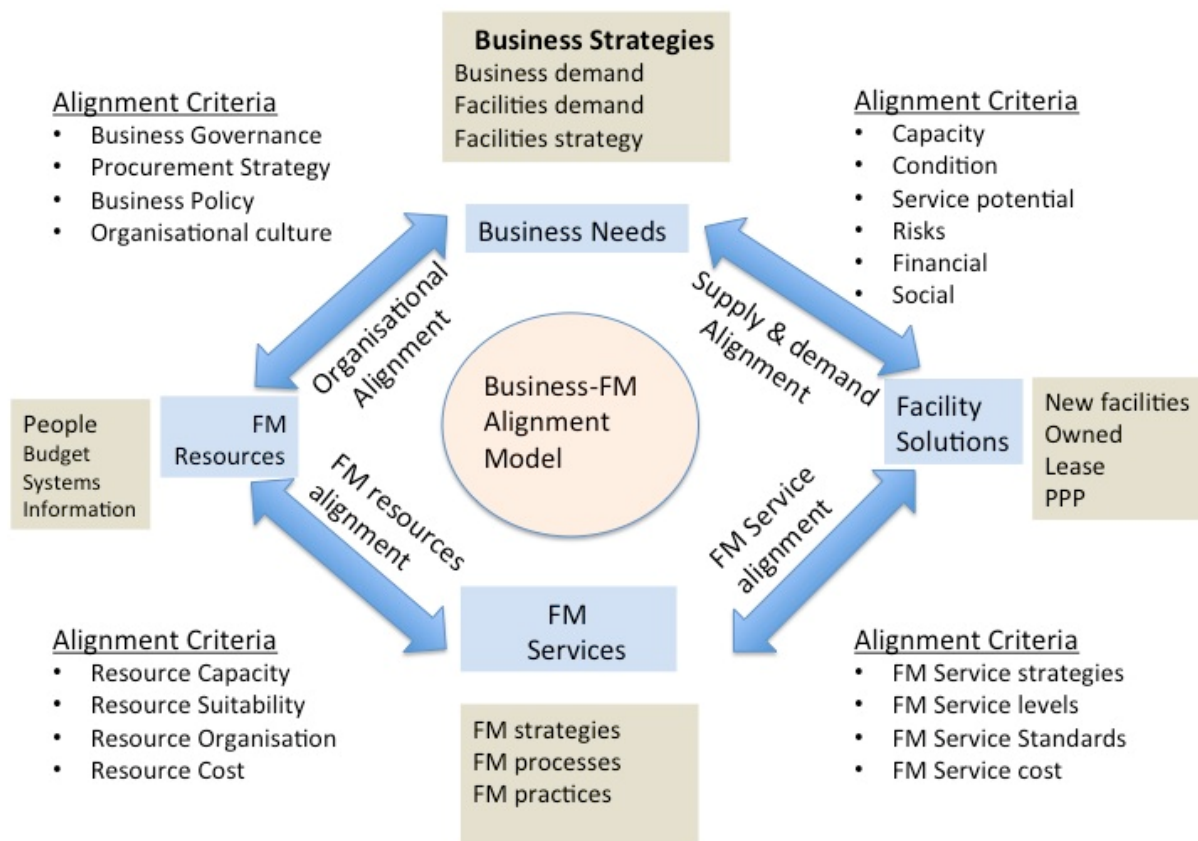 Business Strategies
Business demand
Facilities demand
Facilities strategy
Alignment Criteria
• Business Governance
• Procurement Strategy
• Business Policy
• Organisational culture
Alignment Criteria
• Capacity
• Condition
• Service potential
• Risks
• Financial
• Social
Business Needs
Organisational
Alignment
Supply & demand
Alignment
Business-FM
Alignment
Model
People
Budget
Systems
Information
FM
Resources
Facility
Solutions
New facilities
Owned
Lease
PPP
FM resources
alignment
FM Service
alignment
FM
Services
Alignment Criteria
• Resource Capacity
• Resource Suitability
• Resource Organisation
• Resource Cost
FM strategies
FM processes
FM practices
Alignment Criteria
• FM Service strategies
• FM Service levels
• FM Service Standards
• FM Service cost